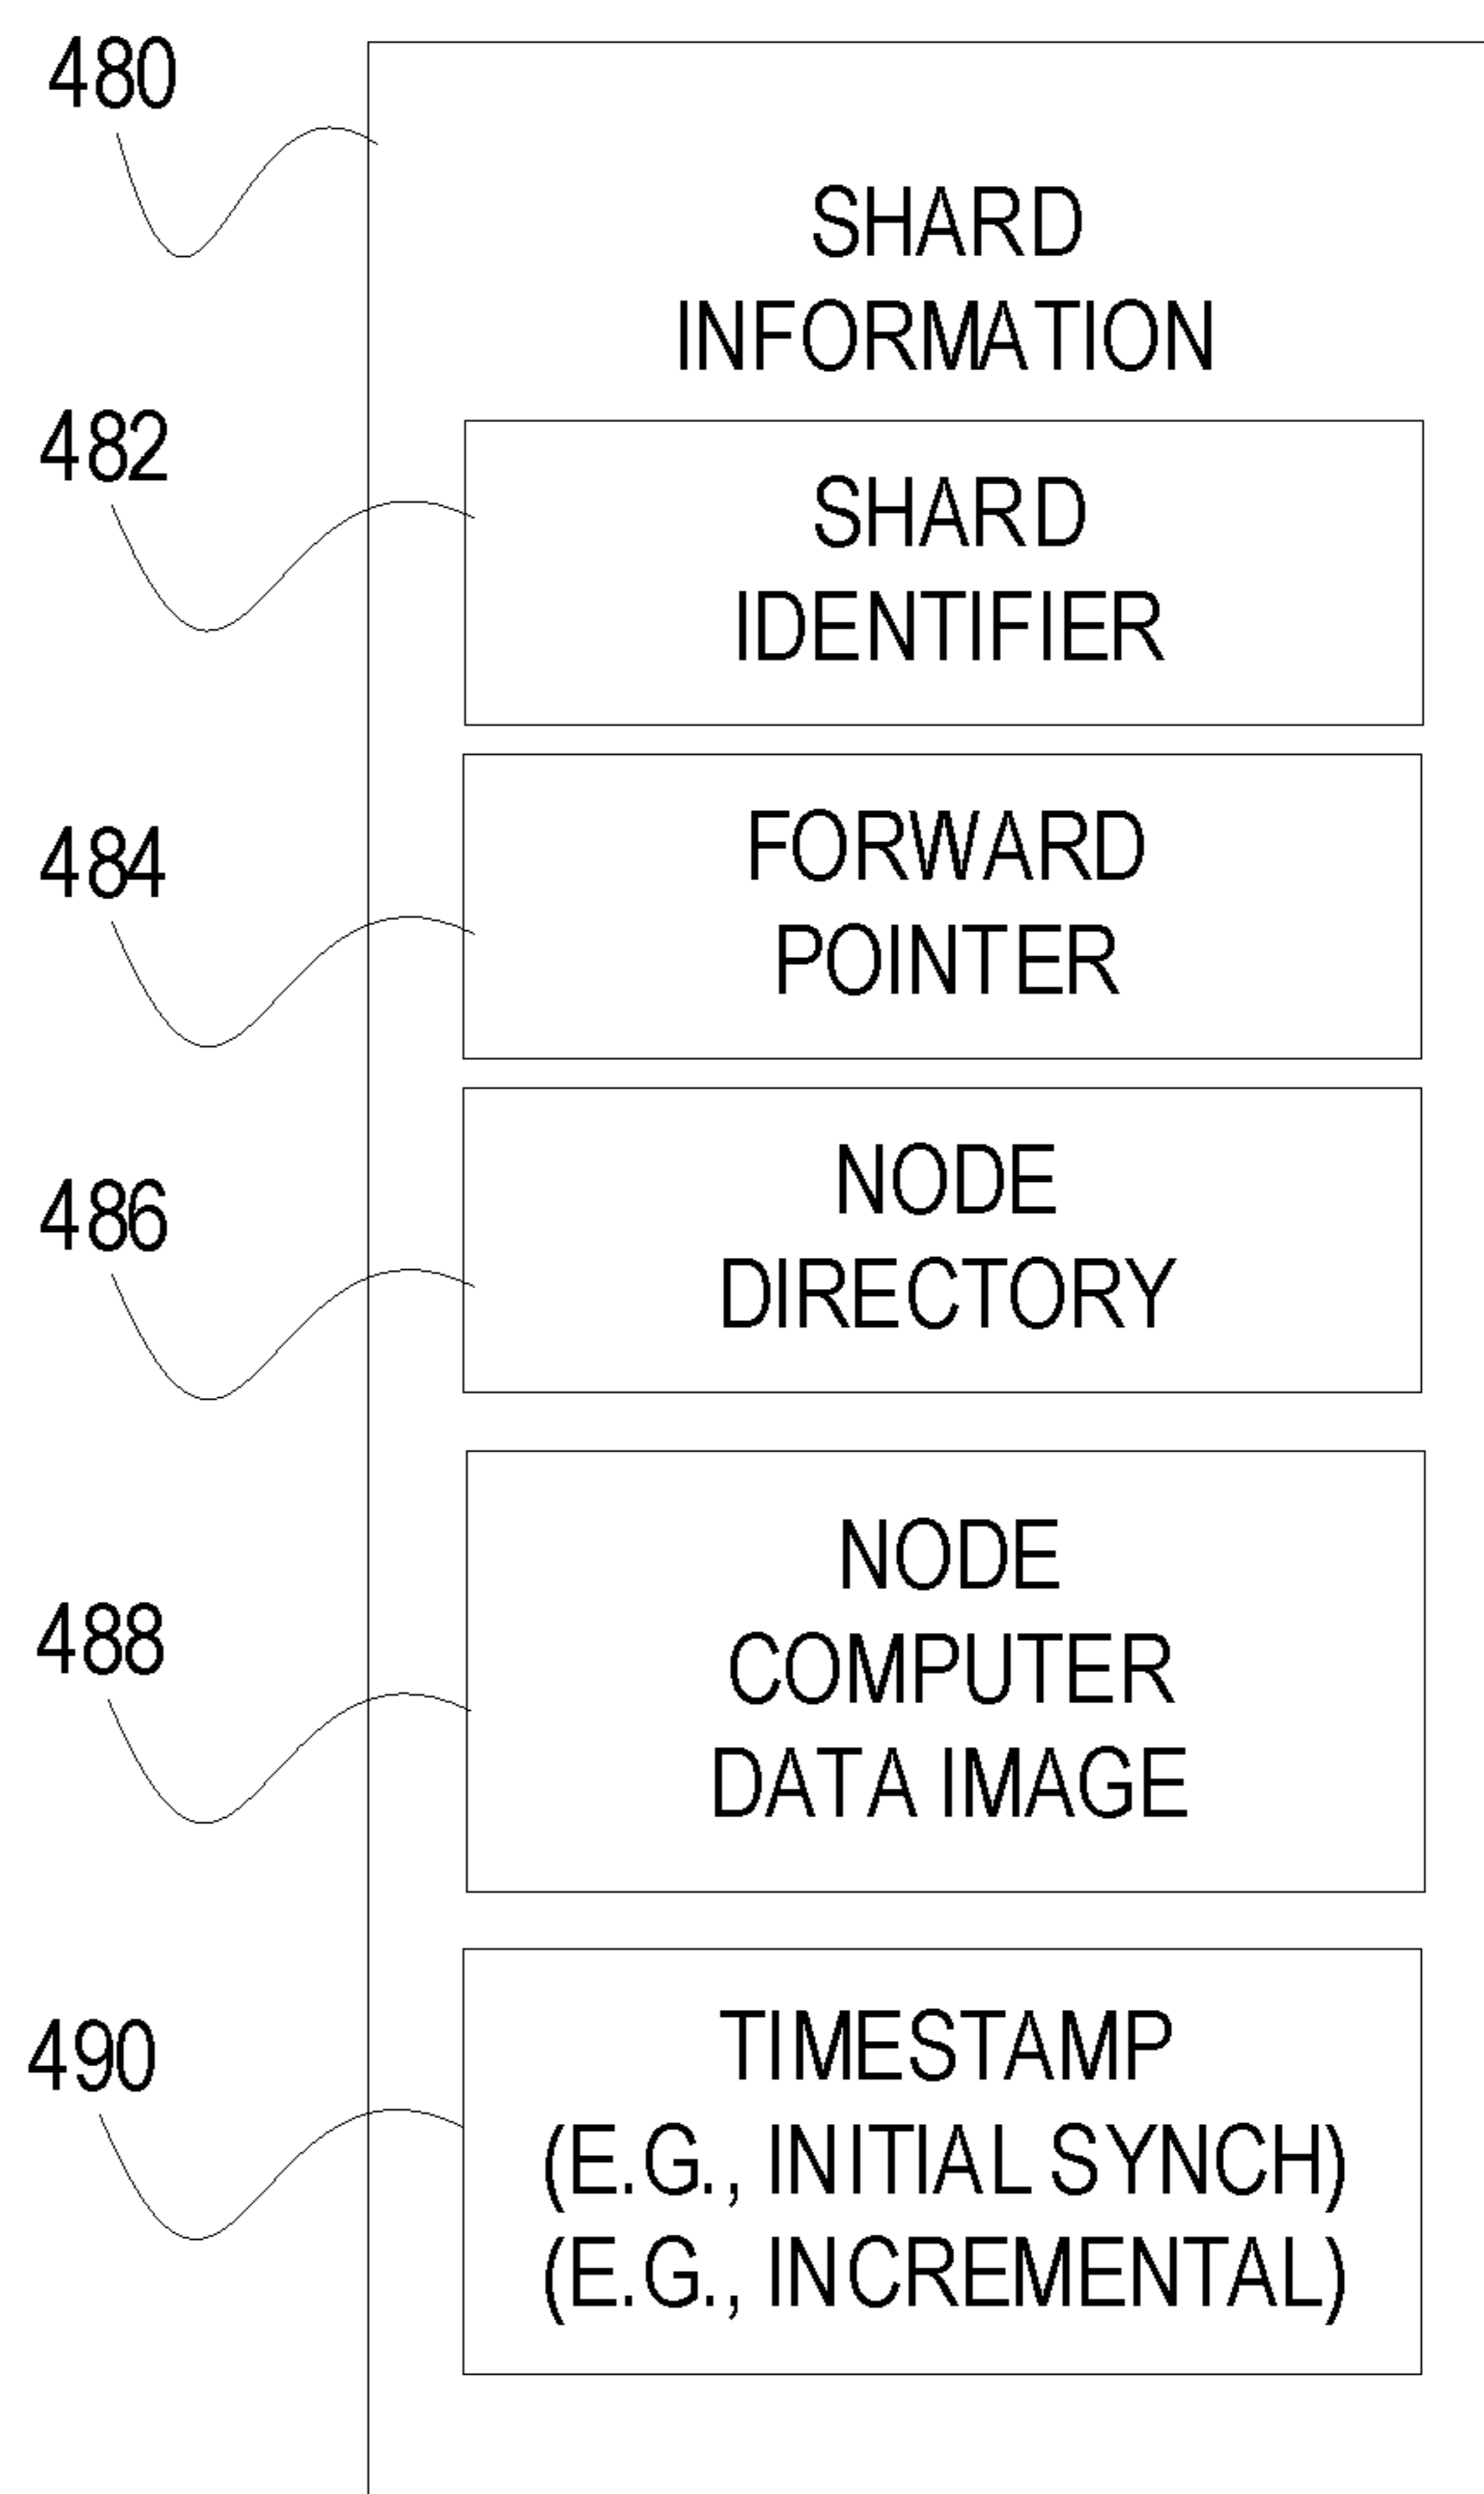 480
SHARD
INFORMATION
482
SHARD
IDENTIFIER
484
FORWARD
POINTER
486
NODE
DIRECTORY
488
NODE
COMPUTER
DATA IMAGE
490
TIMESTAMP
(E.G., INITIAL SYNCH)
(E.G., INCREMENTAL)